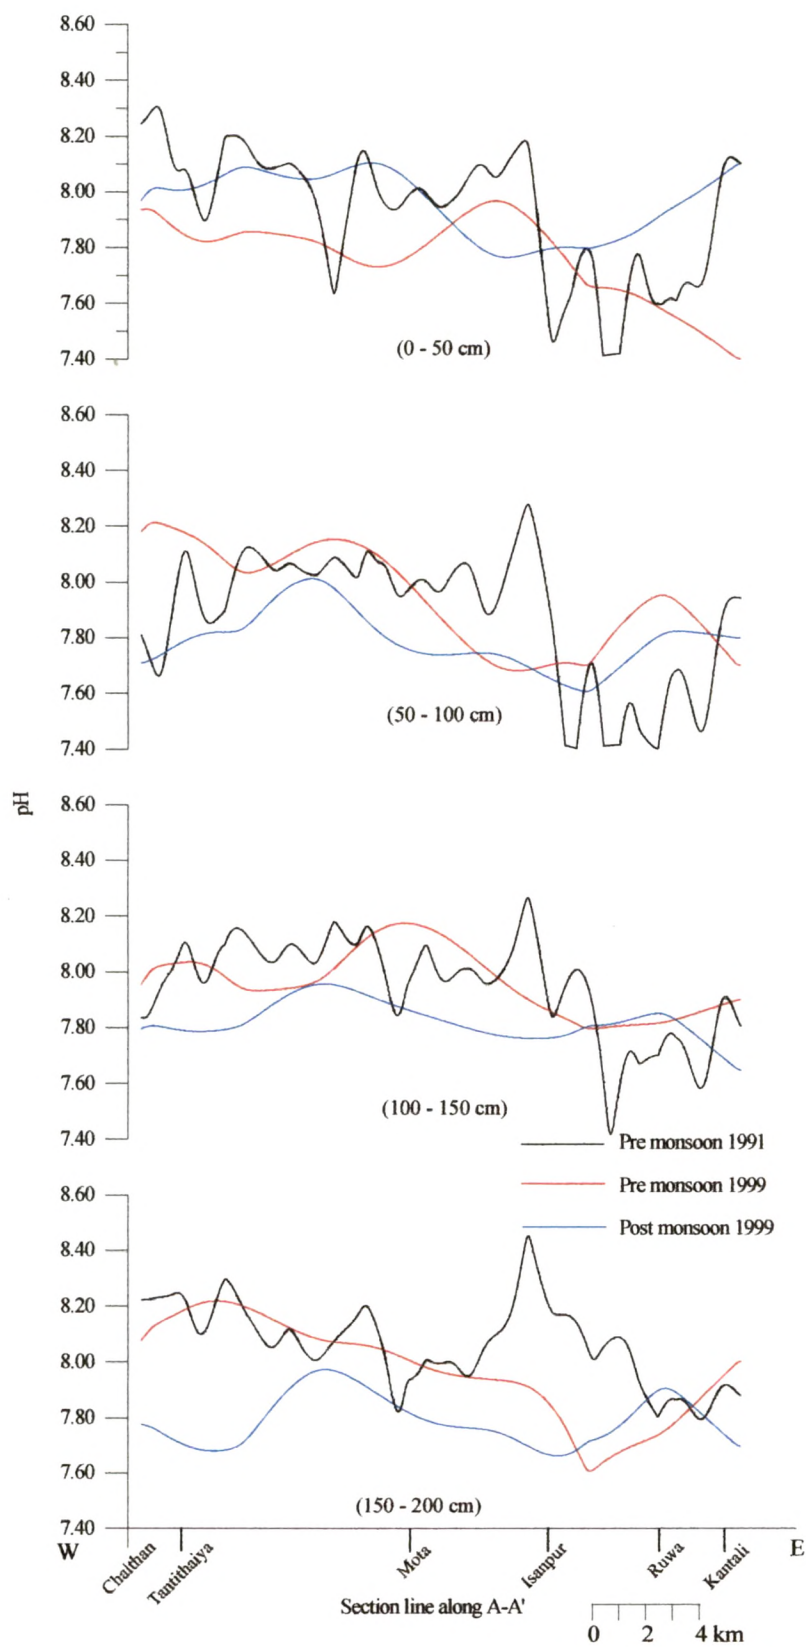 8.60
8.40
8.20
8.00
7.80
7.60
7.40
(0 - 50 cm)
8.60
8.40
8.20
8.00
7.80
7.60
7.40
(50 - 100 cm)
pH
8.60
8.40
8.20
8.00
7.80
7.60
7.40
(100 - 150 cm)
Pre monsoon 1991
Pre monsoon 1999
Post monsoon 1999
8.60
8.40
8.20
8.00
7.80
7.60
7.40
(150 - 200 cm)
W E
Chaithan Tantithaiya Mota Isanpur Ruwa Kantali
Section line along A-A'
0 2 4 km